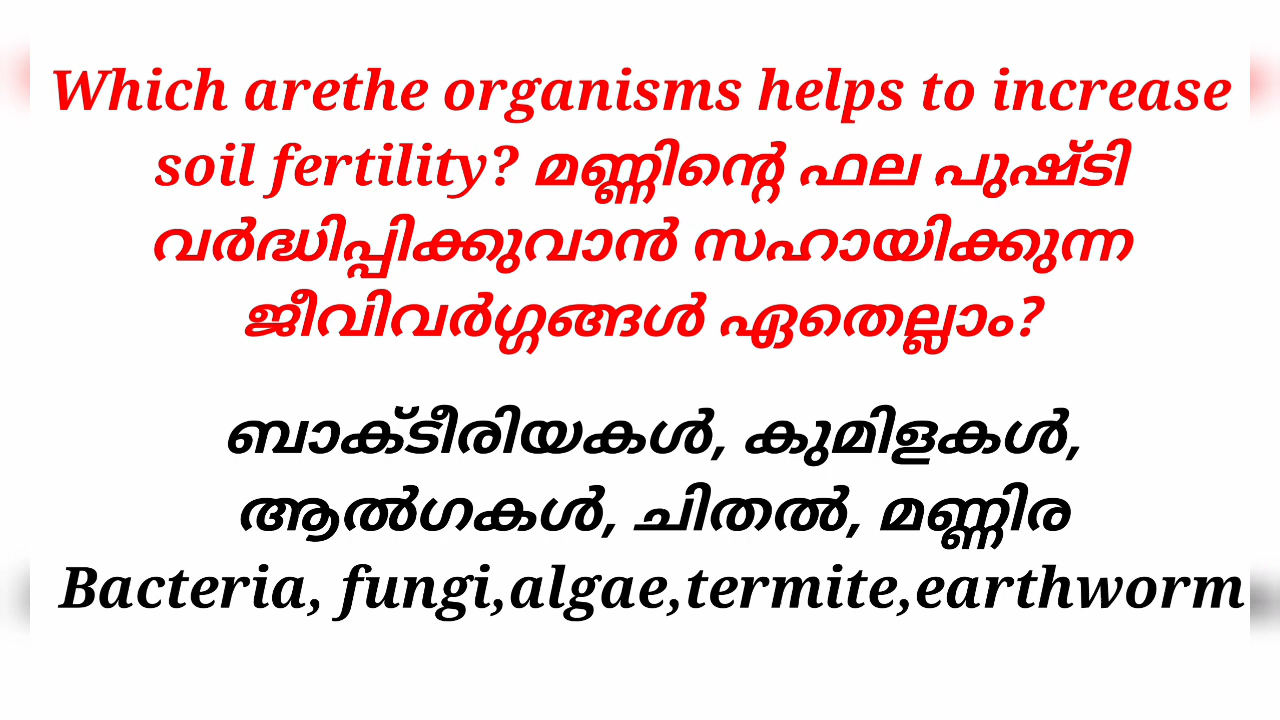 Which arethe organisms helps to increase
soil fertility? മണ്ണിന്റെ ഫല പുഷ്ടി
വർദ്ധിപ്പിക്കുവാൻ സഹായിക്കുന്ന
ജീവിവർഗ്ഗങ്ങൾ ഏതെല്ലാം?
ബാക്ടീരിയകൾ, കുമിളകൾ,
ആൽഗകൾ, ചിതൽ, മണ്ണിര
Bacteria, fungi,algae,termite,earthworm